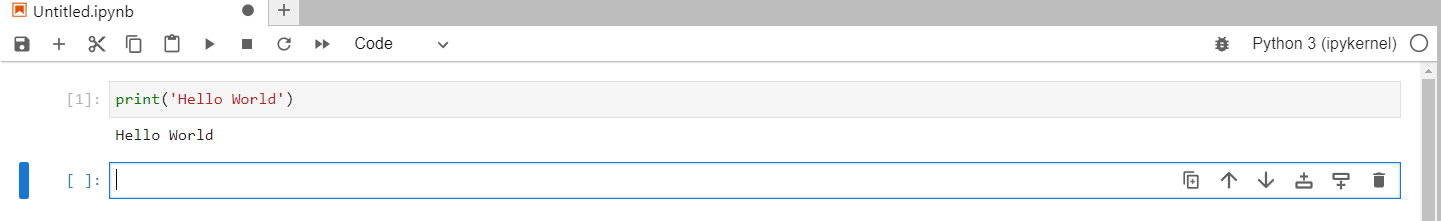 Untitled.ipynb
Code
Python 3 (ipykernel)
[1]: print('Hello World')
Hello World
[ ]: